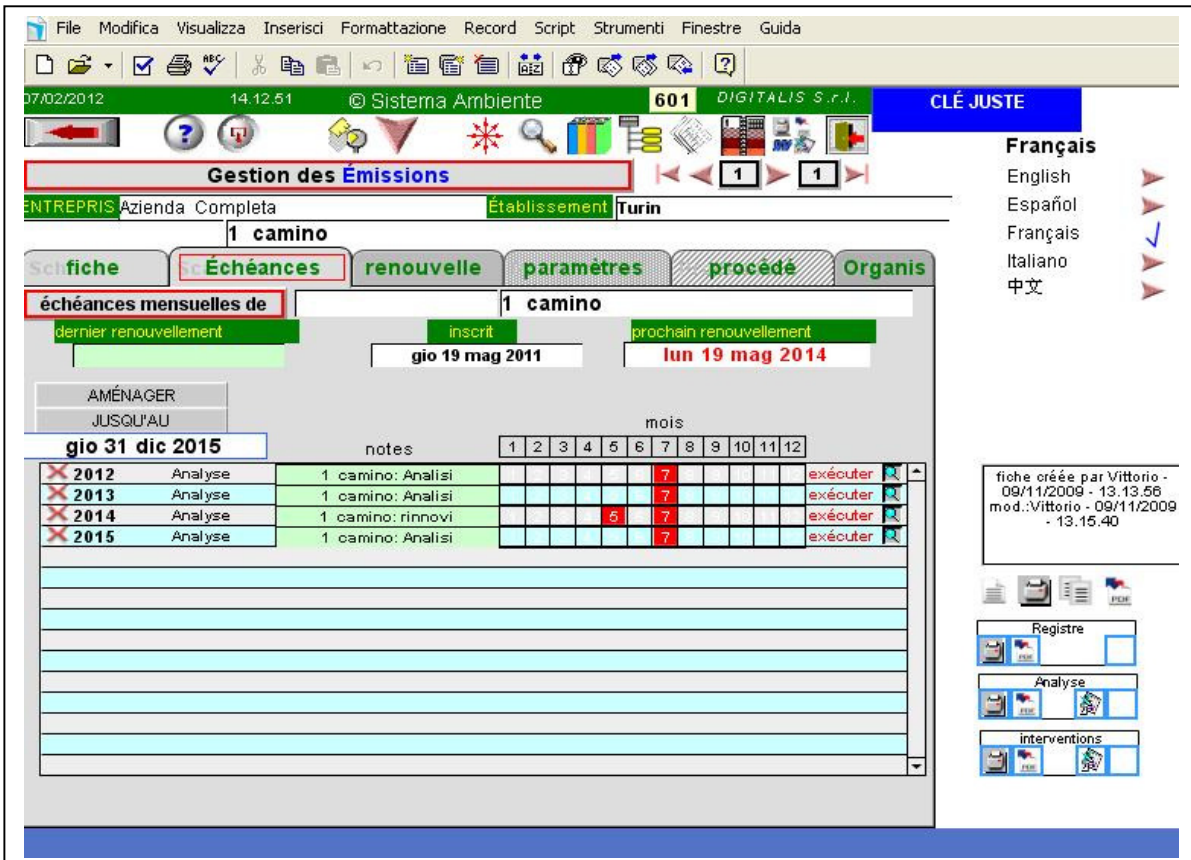 File Modifica Visualizza Inserisci Formattazione Record Script Strumenti Finestre Guida
07/02/2012 14.12.51 © Sistema Ambiente 601 DIGITALIS S.r.l. CLÉ JUSTE
Gestion des Émissions 1 1
Français
English
Español
Français
Italiano
中文
ENTREPRIS Azienda Completa Établissement Turin
1 camino
fiche Échéances renouvelle paramètres procédé Organis
échéances mensuelles de 1 camino
dernier renouvellement inscrit prochain renouvellement
gio 19 mag 2011 lun 19 mag 2014
AMÉNAGER
JUSQU'AU mois
gio 31 dic 2015 notes 1 2 3 4 5 6 7 8 9 10 11 12
2012 Analyse 1 camino: Analisi 7 exécuter
2013 Analyse 1 camino: Analisi 7 exécuter
2014 Analyse 1 camino: rinnovi 5 7 exécuter
2015 Analyse 1 camino: Analisi 7 exécuter
fiche créée par Vittorio -
09/11/2009 - 13.13.56
mod.:Vittorio - 09/11/2009
- 13.15.40
PDF
Registre
Analyse
interventions